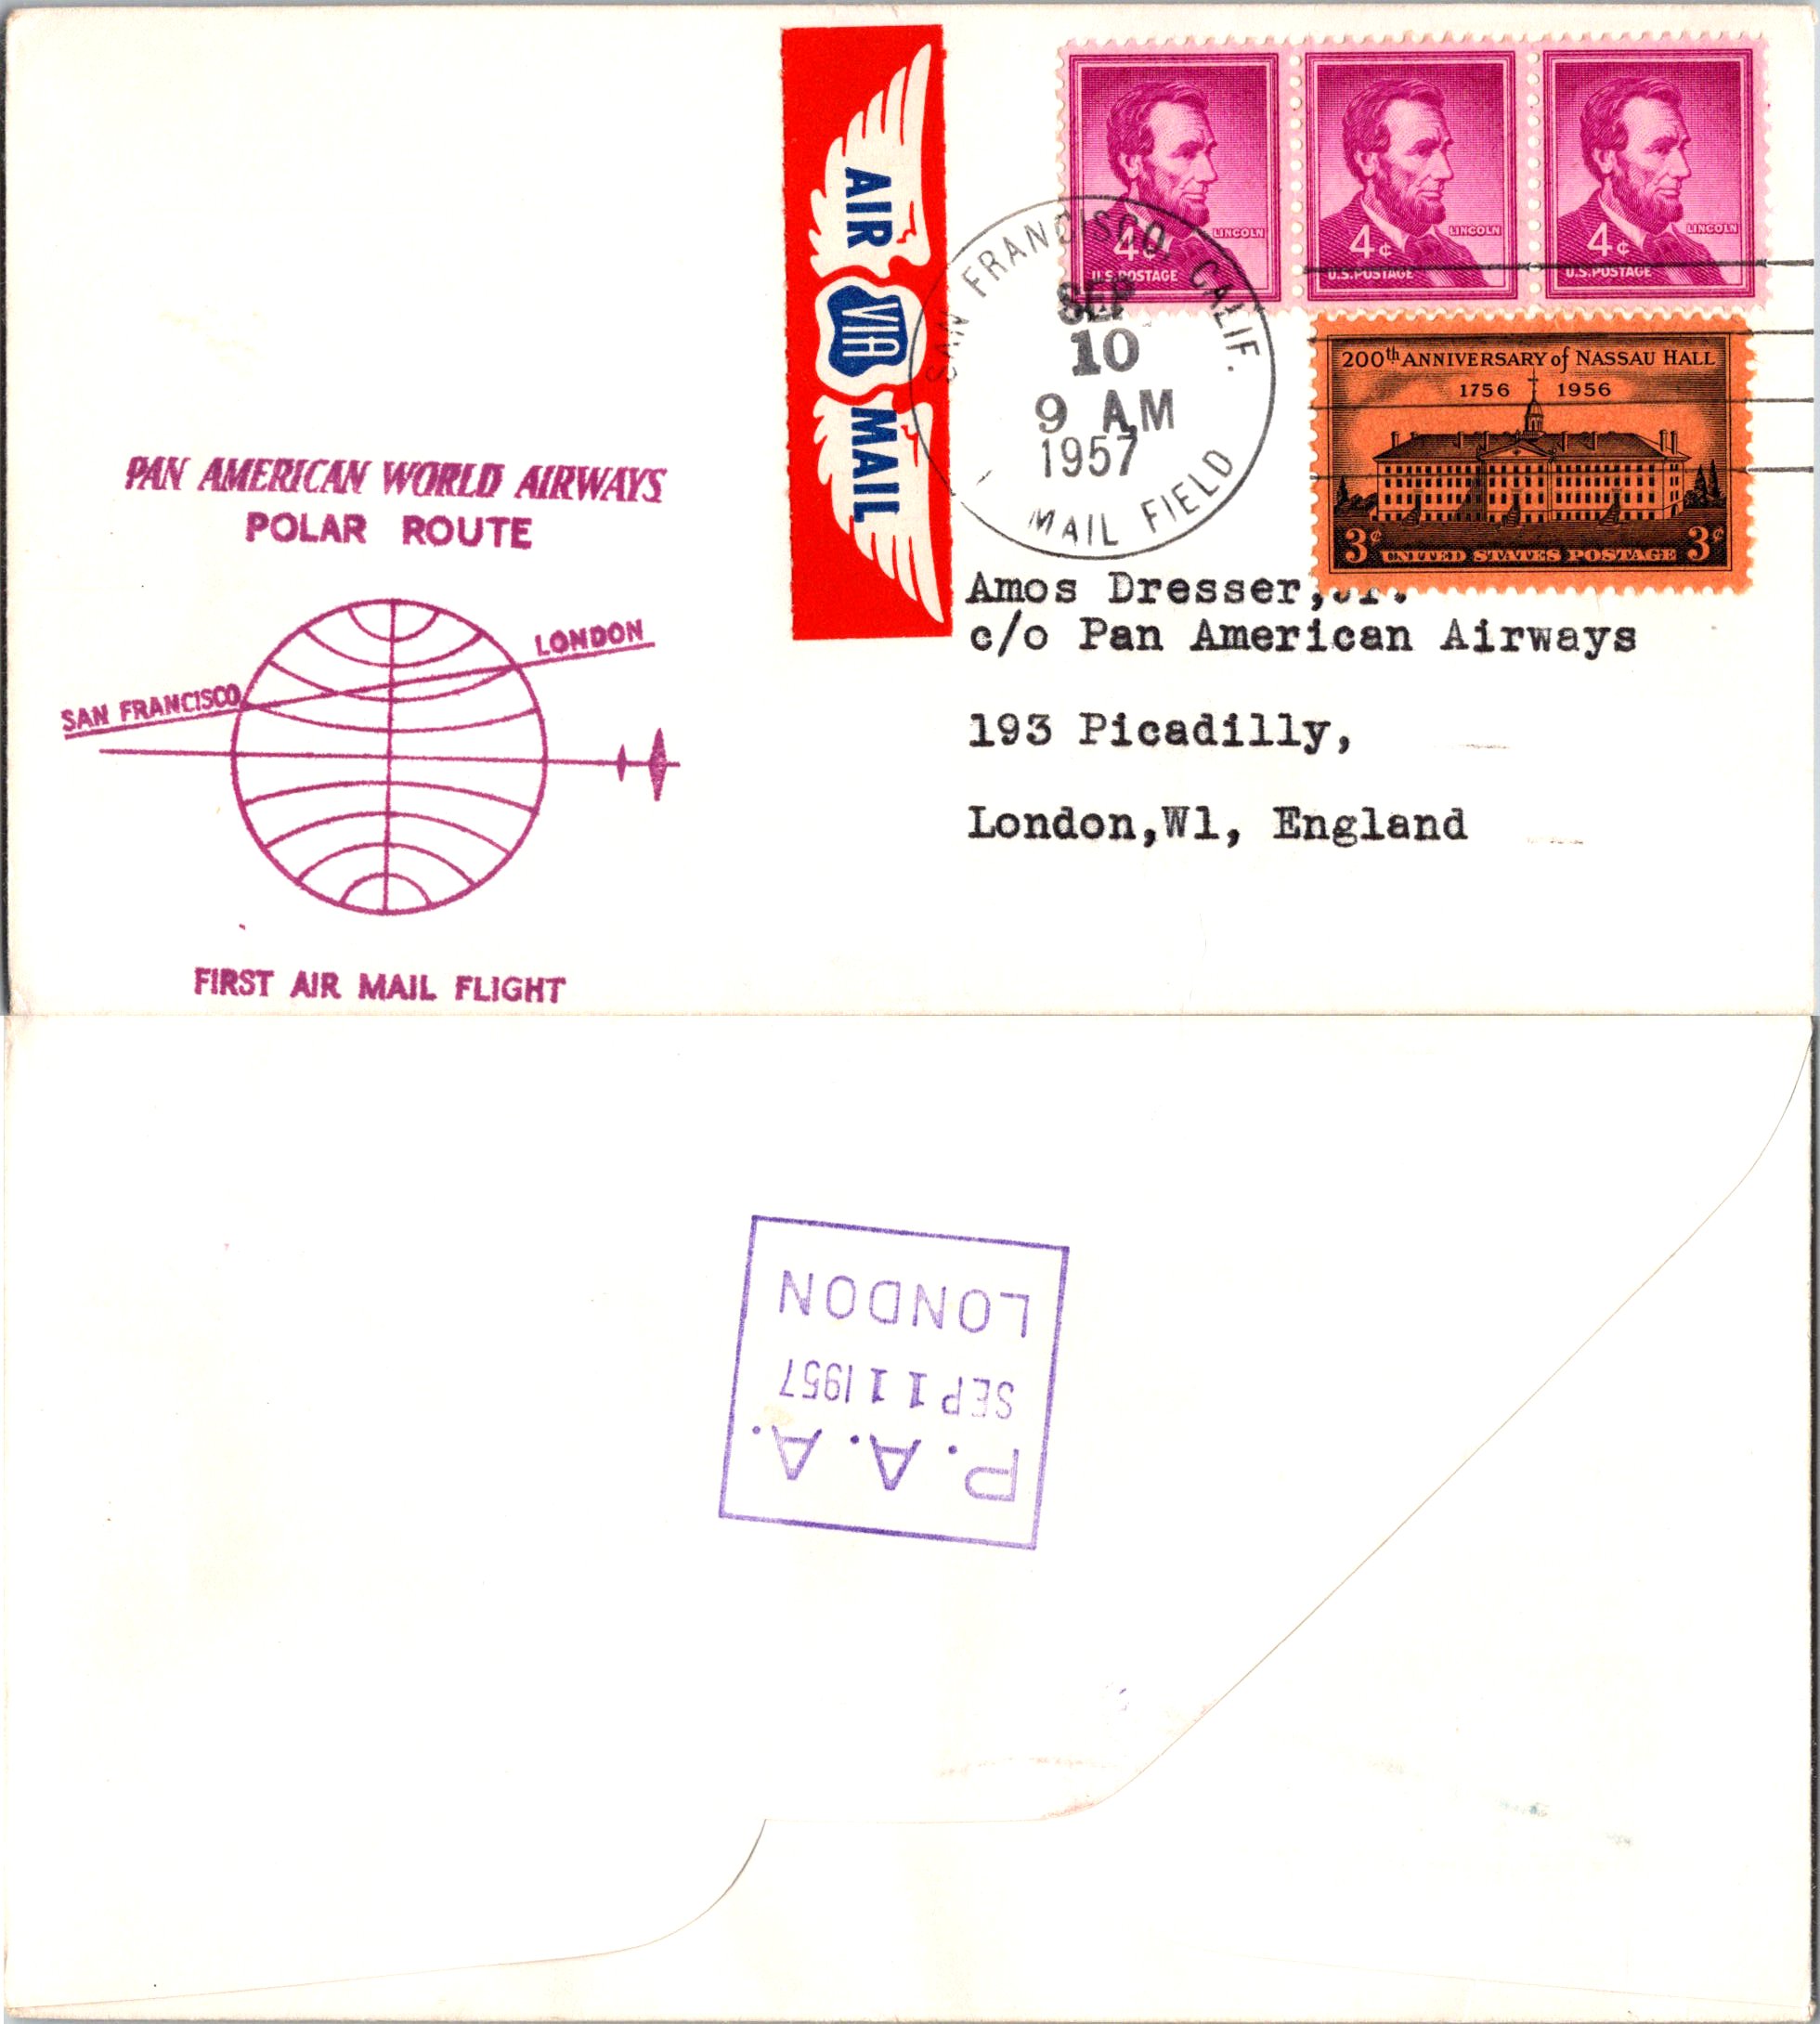 PAN AMERICAN WORLD AIRWAYS
POLAR ROUTE
SAN FRANCISCO
LONDON
FIRST AIR MAIL FLIGHT
AIR
VIA
MAIL
SAN FRANCISCO, CALIF.
SEP
10
9 AM
1957
MAIL FIELD
4¢
LINCOLN
U.S. POSTAGE
4¢
LINCOLN
U.S. POSTAGE
4¢
LINCOLN
U.S. POSTAGE
200th ANNIVERSARY of NASSAU HALL
1756 1956
3¢ UNITED STATES POSTAGE 3¢
Amos Dresser,Jr.
c/o Pan American Airways
193 Picadilly,
London,W1, England
P.A.A.
SEP 11 1957
LONDON